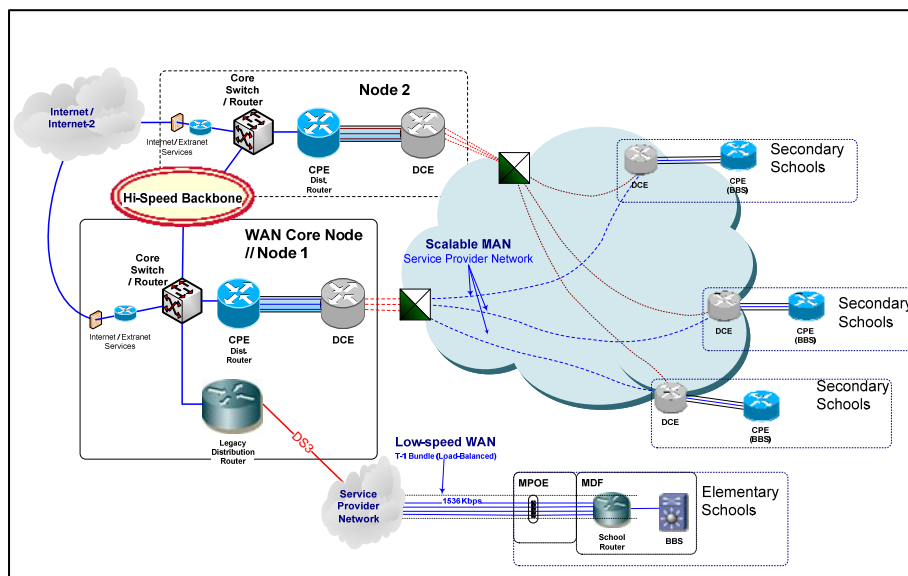 Core
Switch
/ Router
Node 2
Internet /
Internet-2
Internet / Extranet
Services
CPE
Dist.
Router
DCE
Hi-Speed Backbone
WAN Core Node
// Node 1
Core
Switch
/ Router
Internet / Extranet
Services
CPE
Dist.
Router
DCE
Legacy
Distribution
Router
DS3
Scalable MAN
Service Provider Network
DCE
CPE
(BBS)
Secondary
Schools
DCE
CPE
(BBS)
Secondary
Schools
DCE
CPE
(BBS)
Secondary
Schools
Low-speed WAN
T-1 Bundle (Load-Balanced)
Service
Provider
Network
1536 Kbps
MPOE
MDF
School
Router
BBS
Elementary
Schools